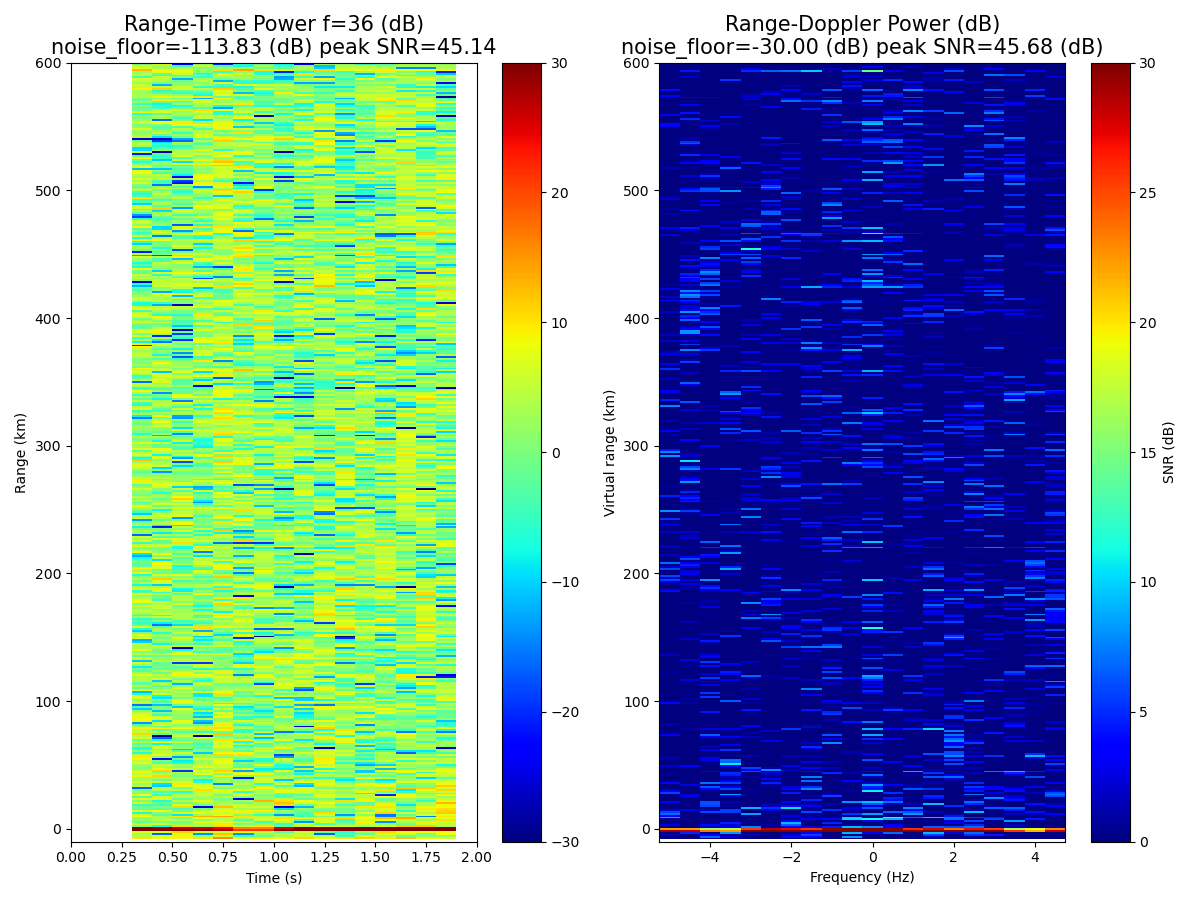 Range-Time Power f=36 (dB)
noise_floor=-113.83 (dB) peak SNR=45.14
600
500
400
300
200
100
0
Range (km)
0.00 0.25 0.50 0.75 1.00 1.25 1.50 1.75 2.00
Time (s)
30
20
10
0
−10
−20
−30
Range-Doppler Power (dB)
noise_floor=-30.00 (dB) peak SNR=45.68 (dB)
600
500
400
300
200
100
0
Virtual range (km)
−4 −2 0 2 4
Frequency (Hz)
30
25
20
15
10
5
0
SNR (dB)